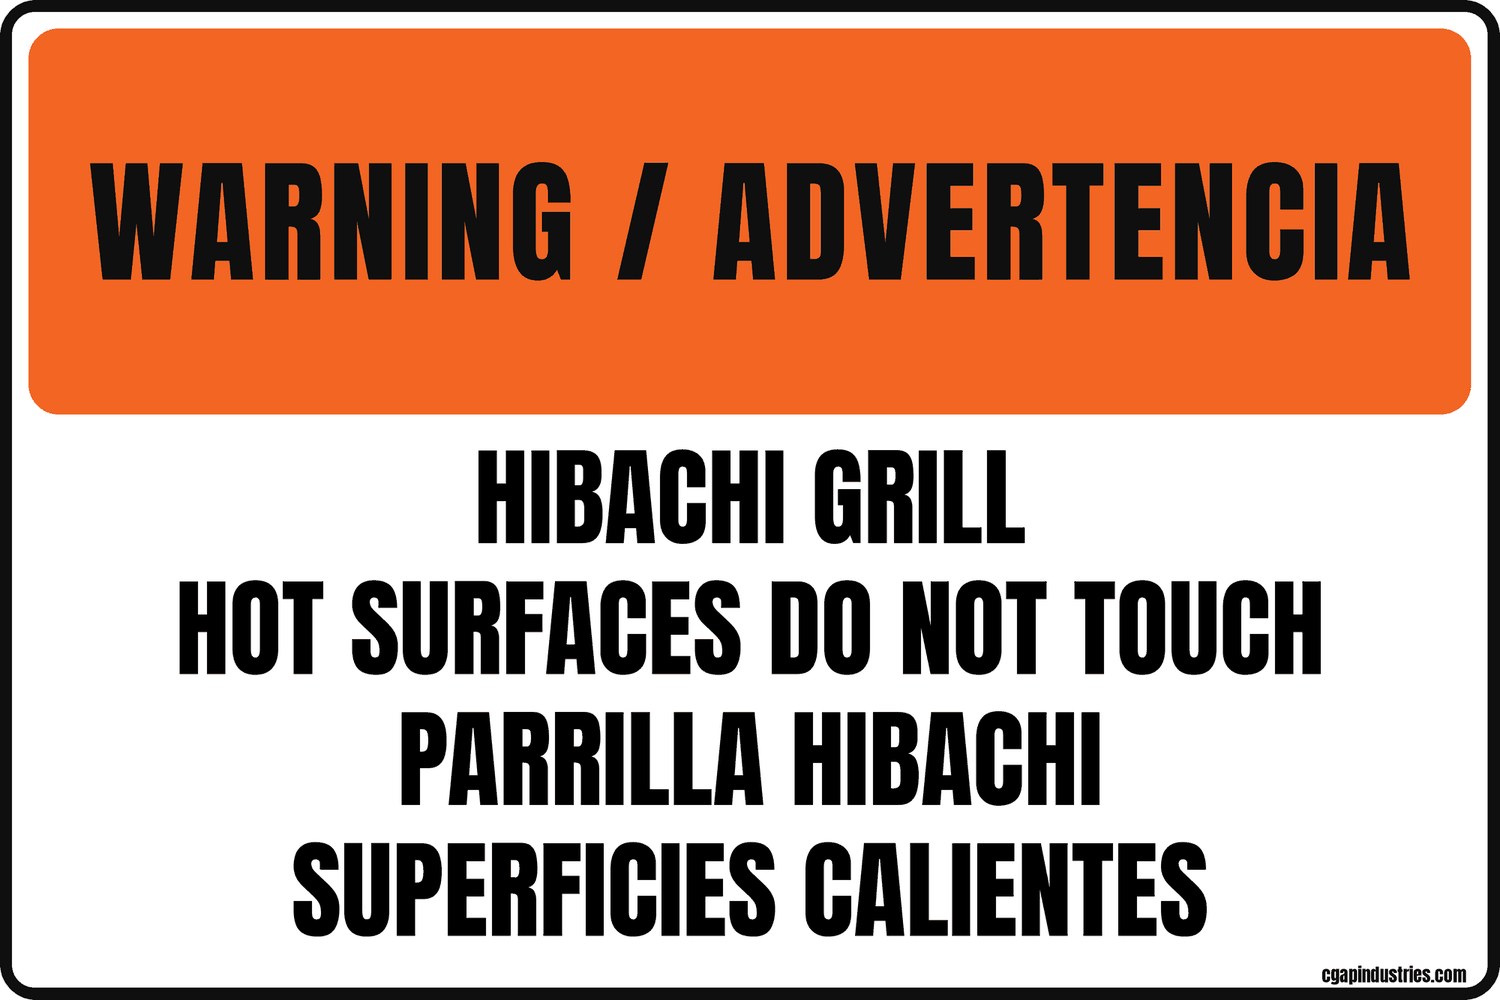 WARNING / ADVERTENCIA
HIBACHI GRILL
HOT SURFACES DO NOT TOUCH
PARRILLA HIBACHI
SUPERFICIES CALIENTES
cgapindustries.com